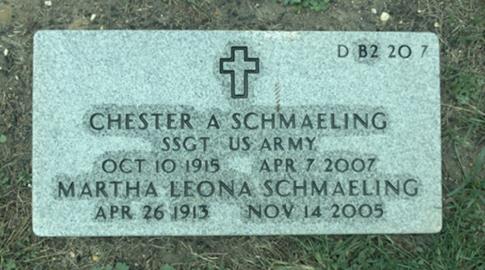 D B2 20 7
CHESTER A SCHMAELING
SSGT US ARMY
OCT 10 1915 APR 7 2007
MARTHA LEONA SCHMAELING
APR 26 1913 NOV 14 2005